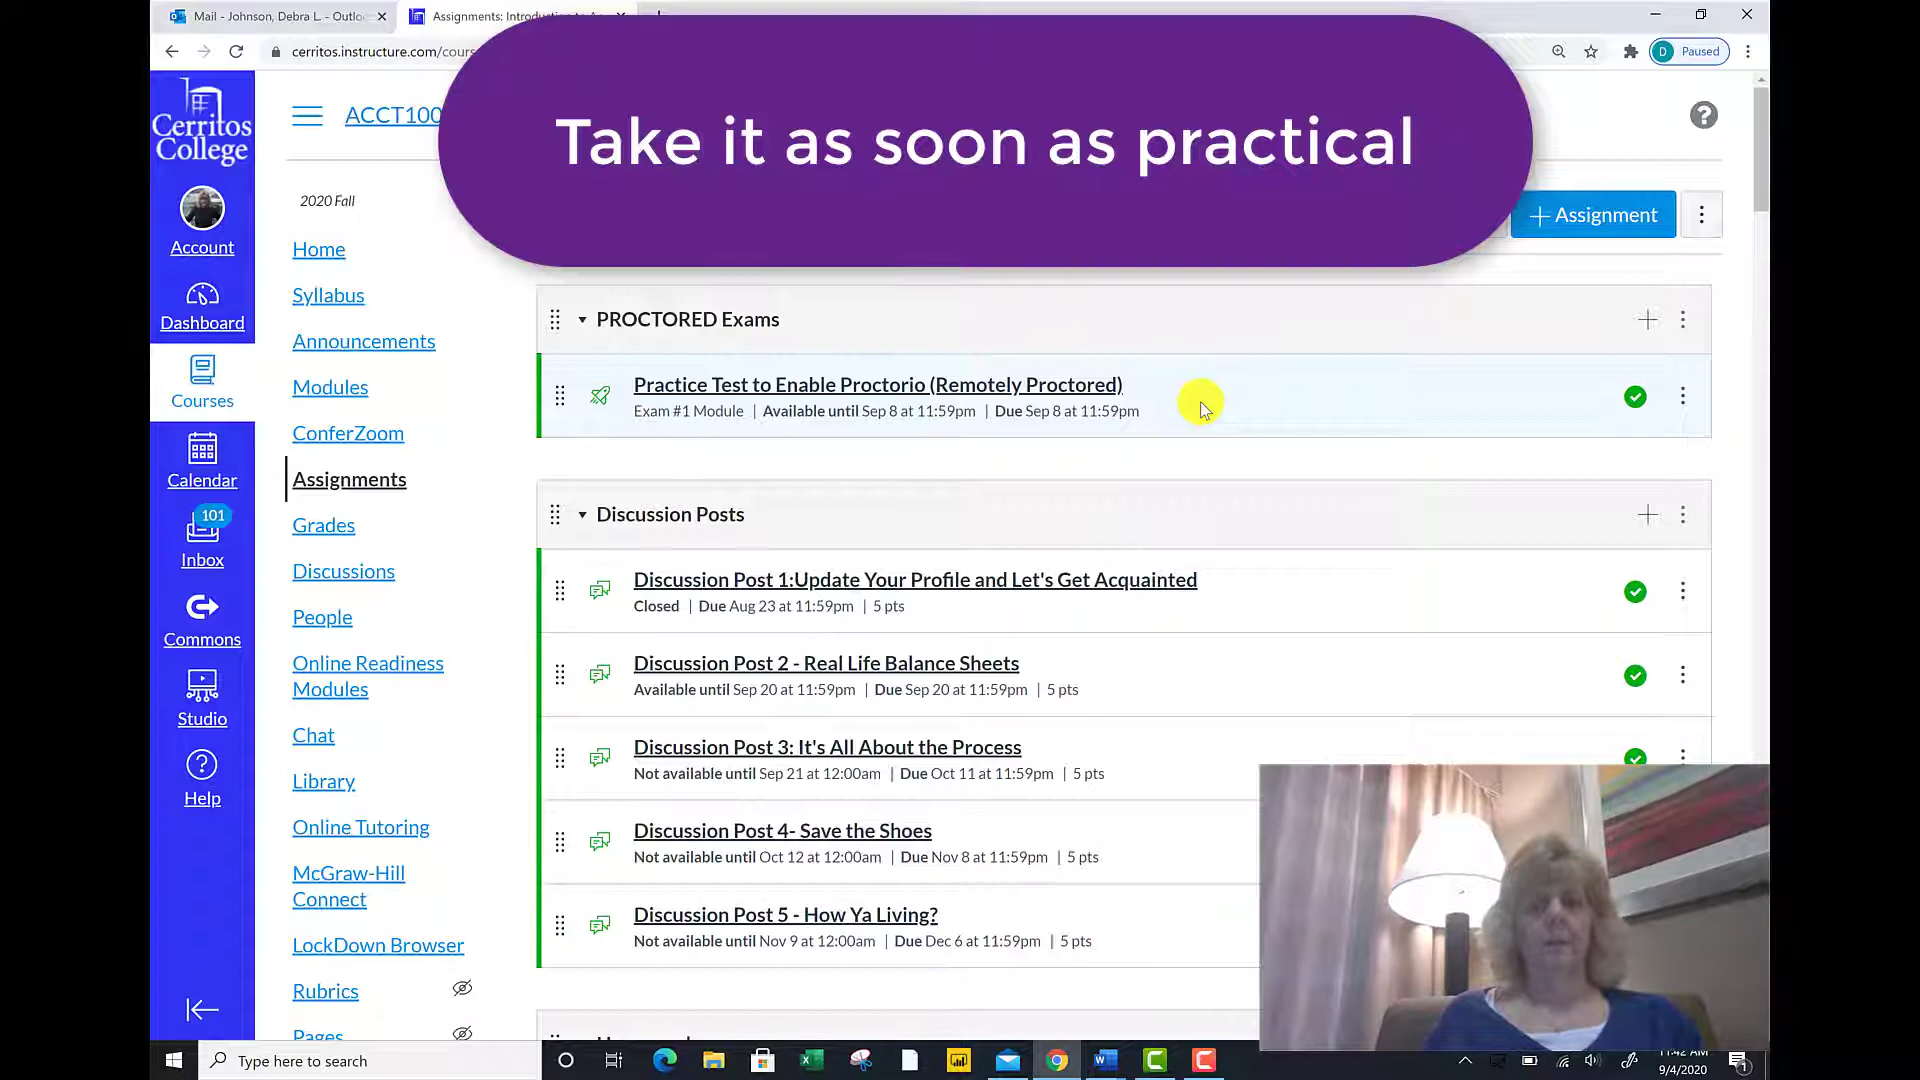 Mail - Johnson, Debra L. - Outlo
Assignments: Introduction to A
cerritos.instructure.com/cours
D
Paused
Take it as soon as practical
Cerritos
College
ACCT100
?
2020 Fall
+ Assignment
Account
Dashboard
Courses
Calendar
101
Inbox
Commons
Studio
Help
Home
Syllabus
Announcements
Modules
ConferZoom
Assignments
Grades
Discussions
People
Online Readiness
Modules
Chat
Library
Online Tutoring
McGraw-Hill
Connect
LockDown Browser
Rubrics
Pages
PROCTORED Exams
Practice Test to Enable Proctorio (Remotely Proctored)
Exam #1 Module | Available until Sep 8 at 11:59pm | Due Sep 8 at 11:59pm
Discussion Posts
Discussion Post 1:Update Your Profile and Let's Get Acquainted
Closed | Due Aug 23 at 11:59pm | 5 pts
Discussion Post 2 - Real Life Balance Sheets
Available until Sep 20 at 11:59pm | Due Sep 20 at 11:59pm | 5 pts
Discussion Post 3: It's All About the Process
Not available until Sep 21 at 12:00am | Due Oct 11 at 11:59pm | 5 pts
Discussion Post 4- Save the Shoes
Not available until Oct 12 at 12:00am | Due Nov 8 at 11:59pm | 5 pts
Discussion Post 5 - How Ya Living?
Not available until Nov 9 at 12:00am | Due Dec 6 at 11:59pm | 5 pts
Type here to search
11:42 AM
9/4/2020
1